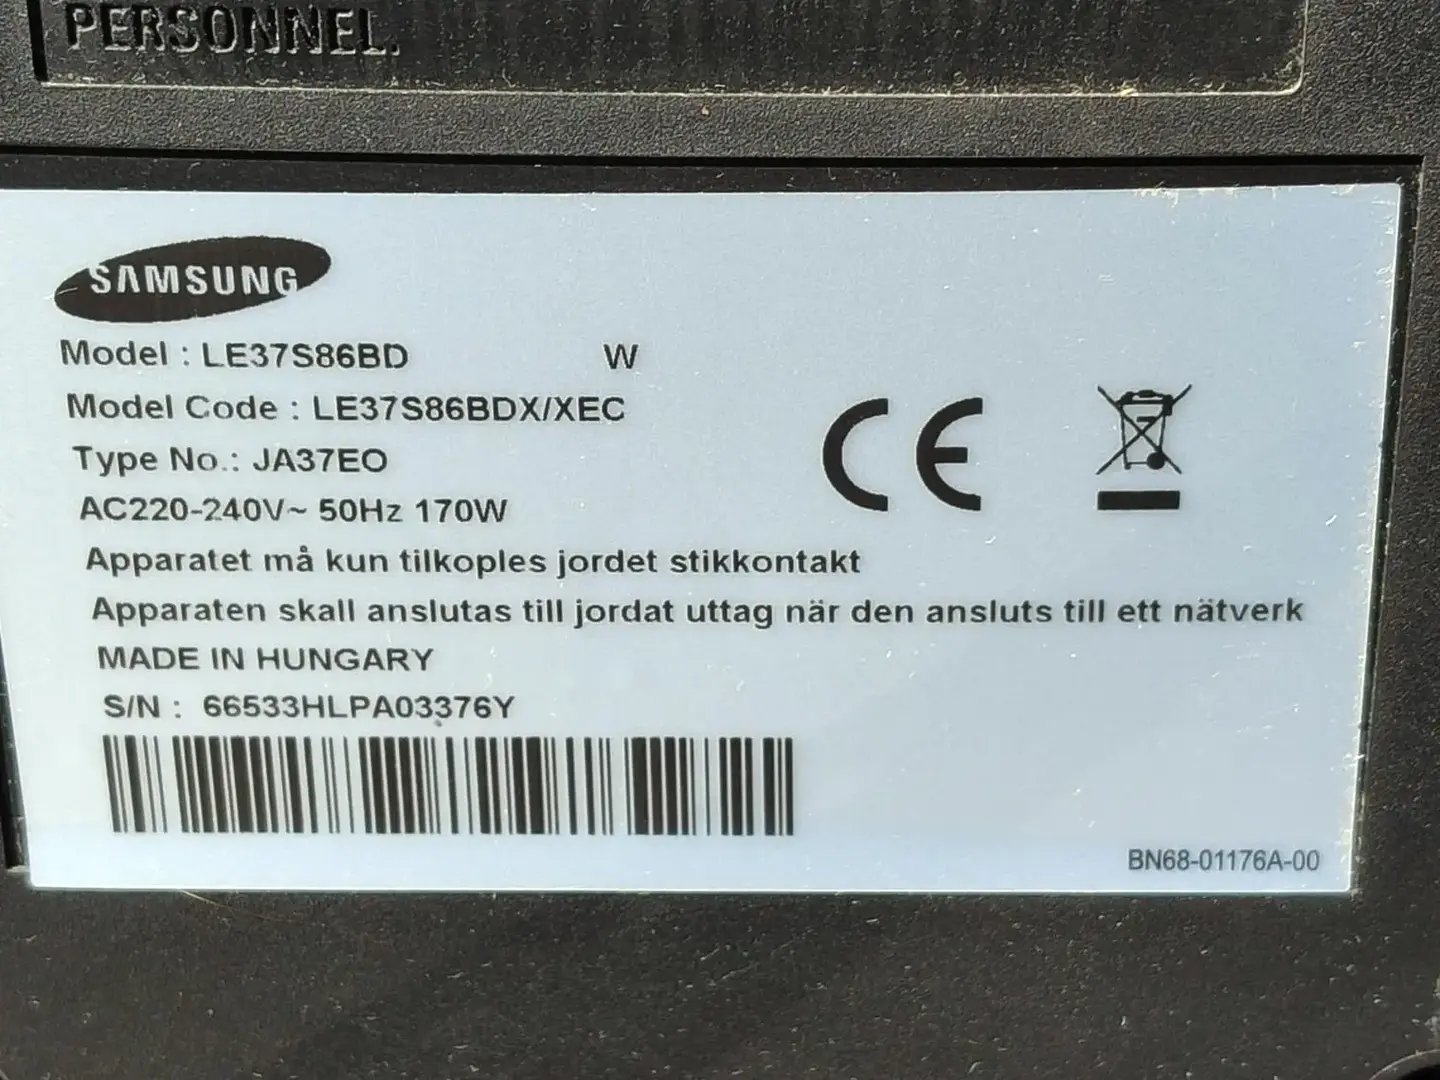 PERSONNEL.
SAMSUNG
Model : LE37S86BD W
Model Code : LE37S86BDX/XEC
Type No.: JA37EO
AC220-240V~ 50Hz 170W
Apparatet må kun tilkoples jordet stikkontakt
Apparaten skall anslutas till jordat uttag när den ansluts till ett nätverk
MADE IN HUNGARY
S/N : 66533HLPA03376Y
CE
BN68-01176A-00